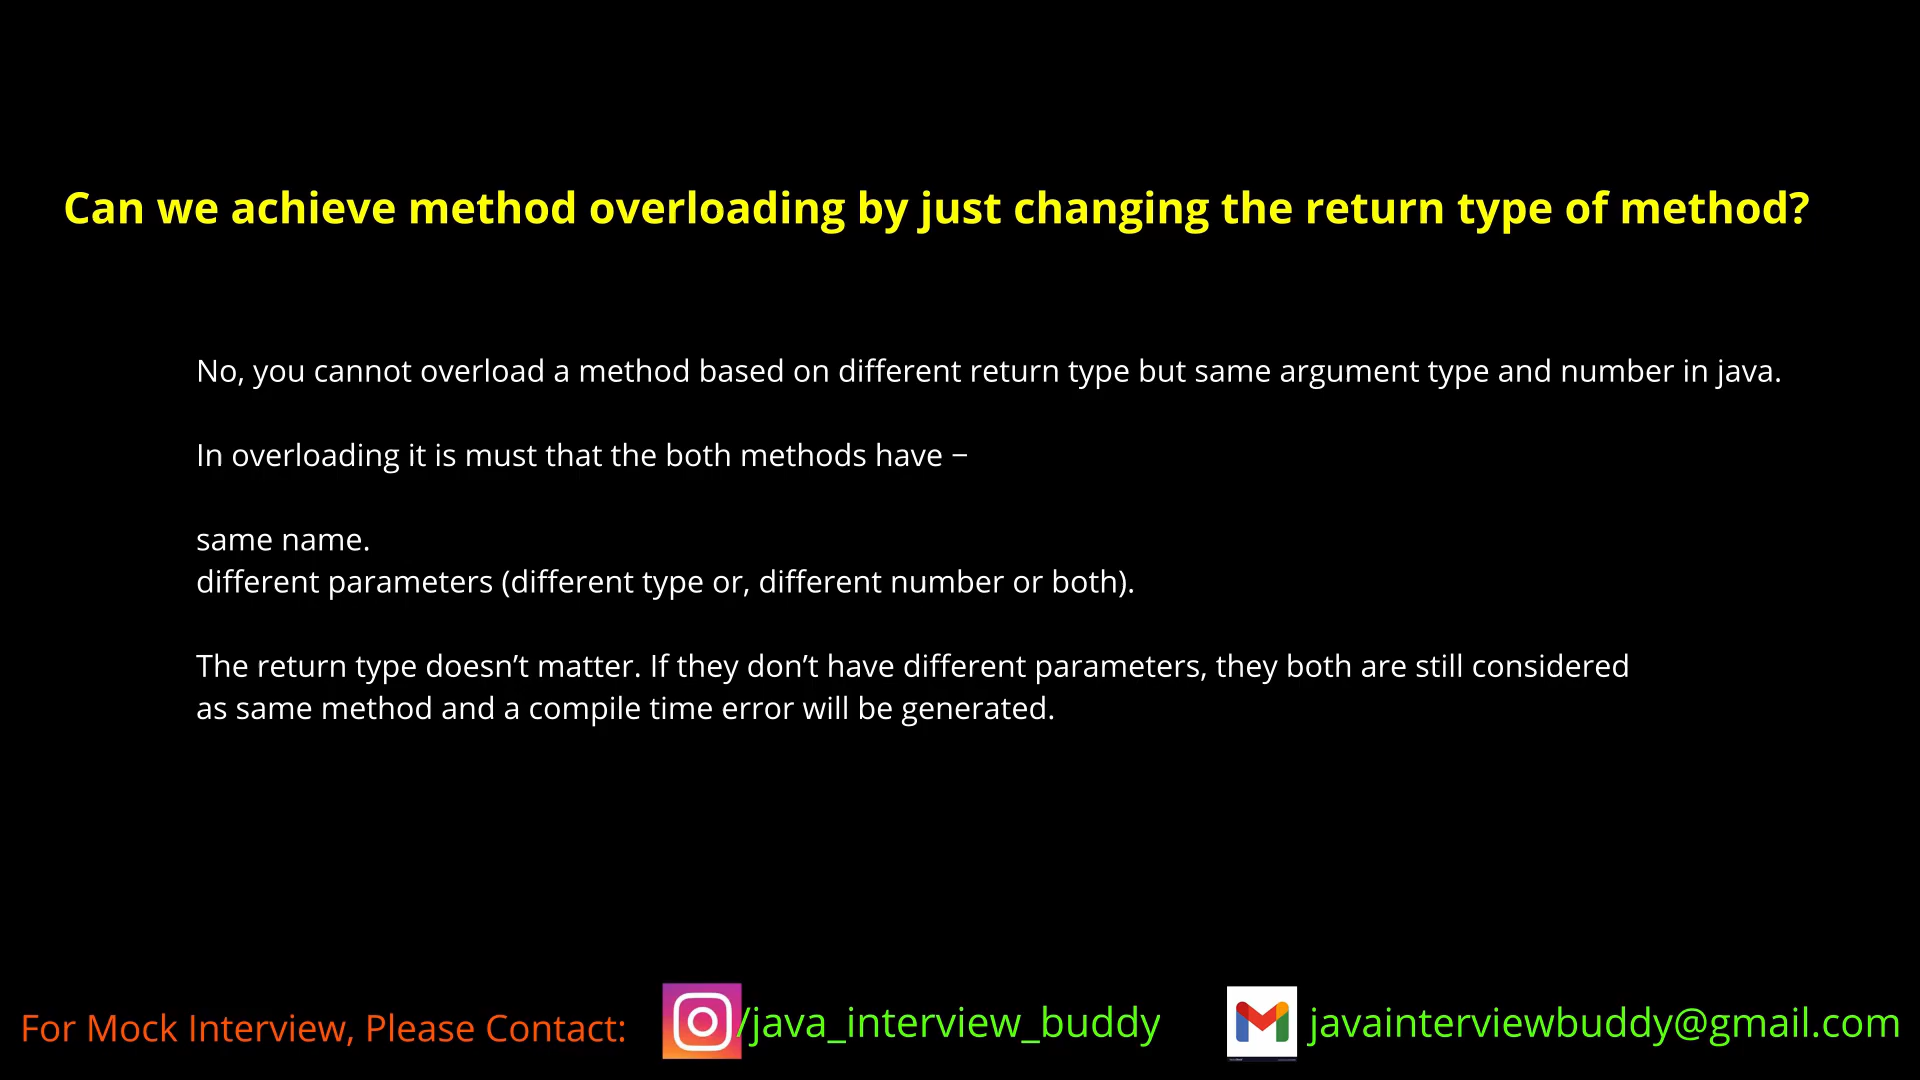 Can we achieve method overloading by just changing the return type of method?
No, you cannot overload a method based on different return type but same argument type and number in java.
In overloading it is must that the both methods have −
same name.
different parameters (different type or, different number or both).
The return type doesn’t matter. If they don’t have different parameters, they both are still considered
as same method and a compile time error will be generated.
For Mock Interview, Please Contact: /java_interview_buddy javainterviewbuddy@gmail.com